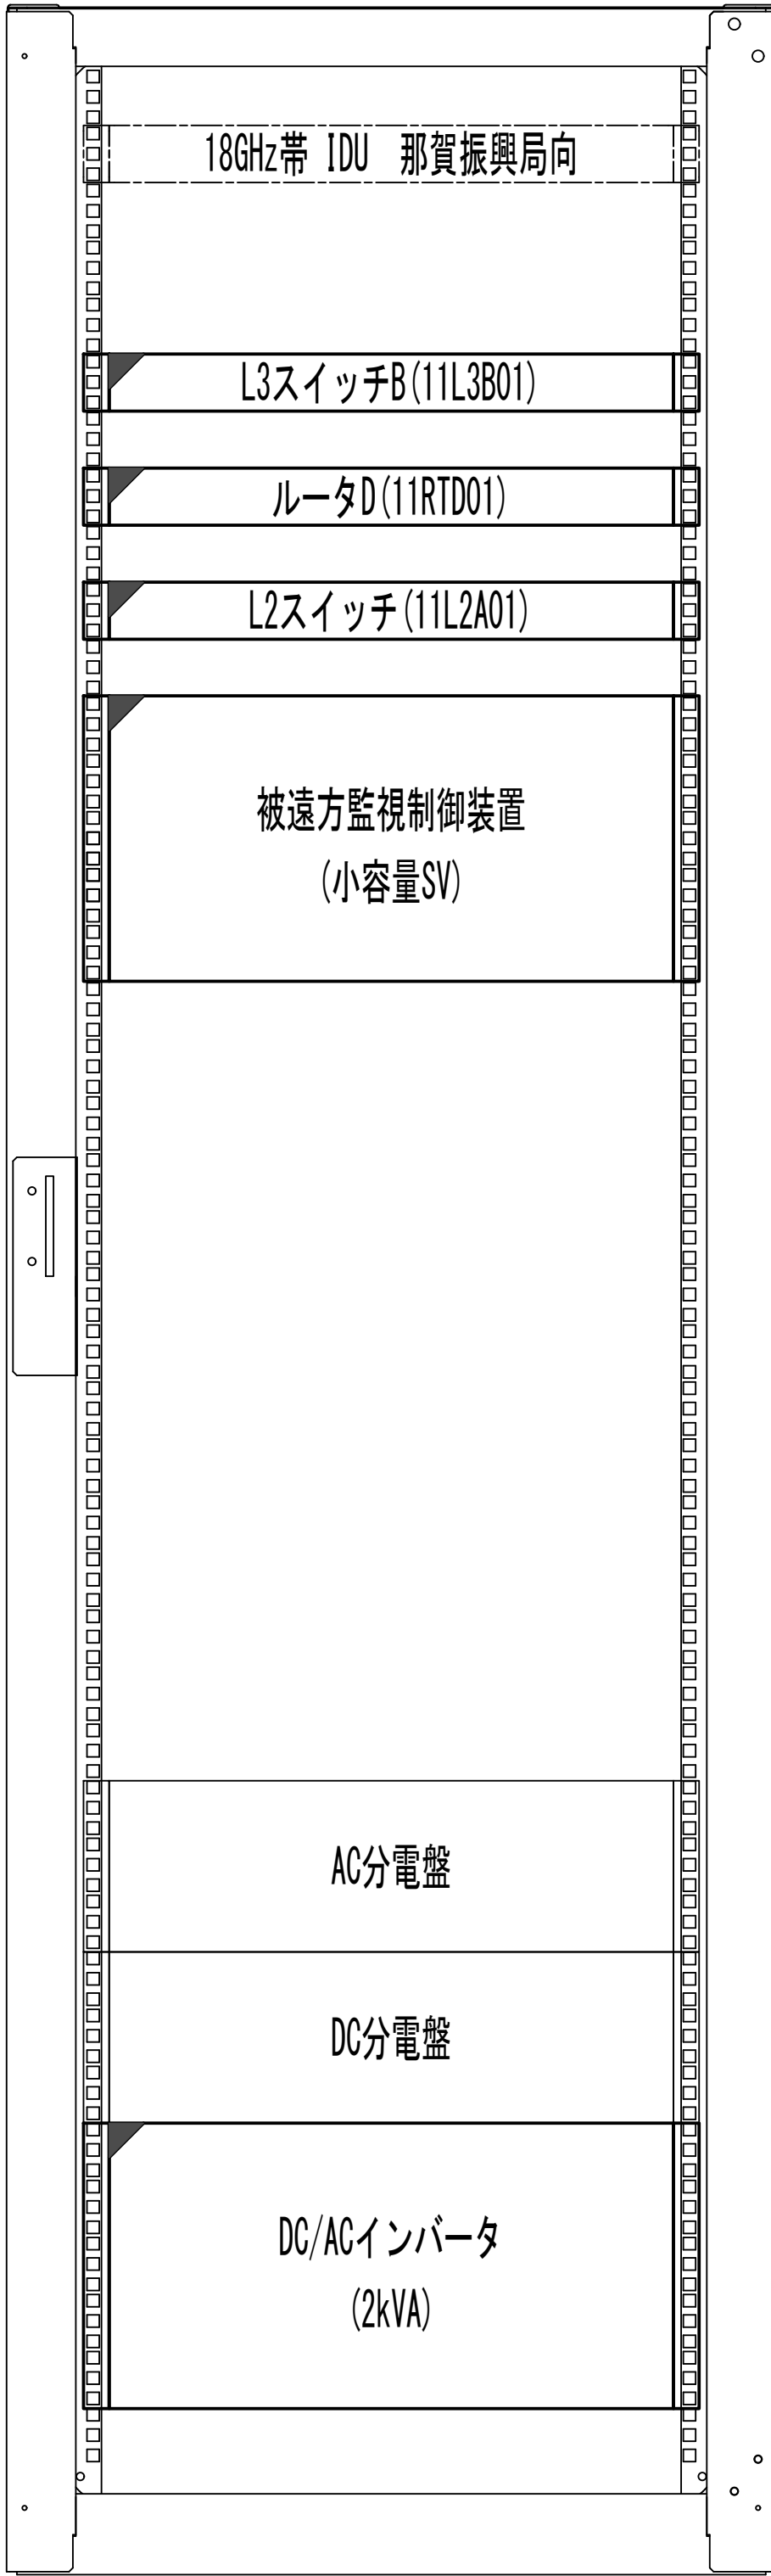 18GHz帯 IDU　那賀振興局向
L3スイッチB(11L3B01)
ルータD(11RTD01)
L2スイッチ(11L2A01)
被遠方監視制御装置
(小容量SV)
AC分電盤
DC分電盤
DC/ACインバータ
(2kVA)